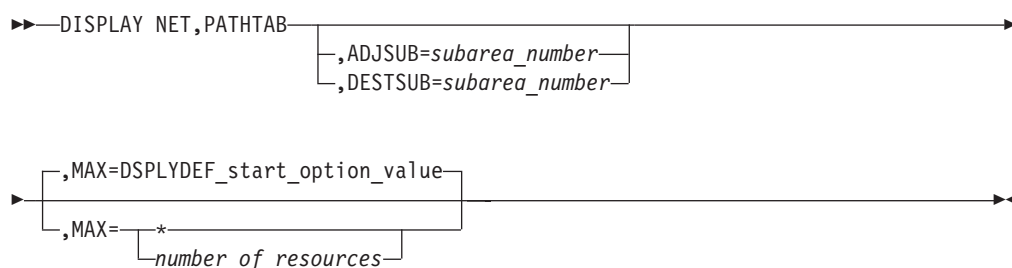 DISPLAY NET,PATHTAB
,ADJSUB=subarea_number
,DESTSUB=subarea_number
,MAX=DSPLYDEF_start_option_value
,MAX= *
number of resources